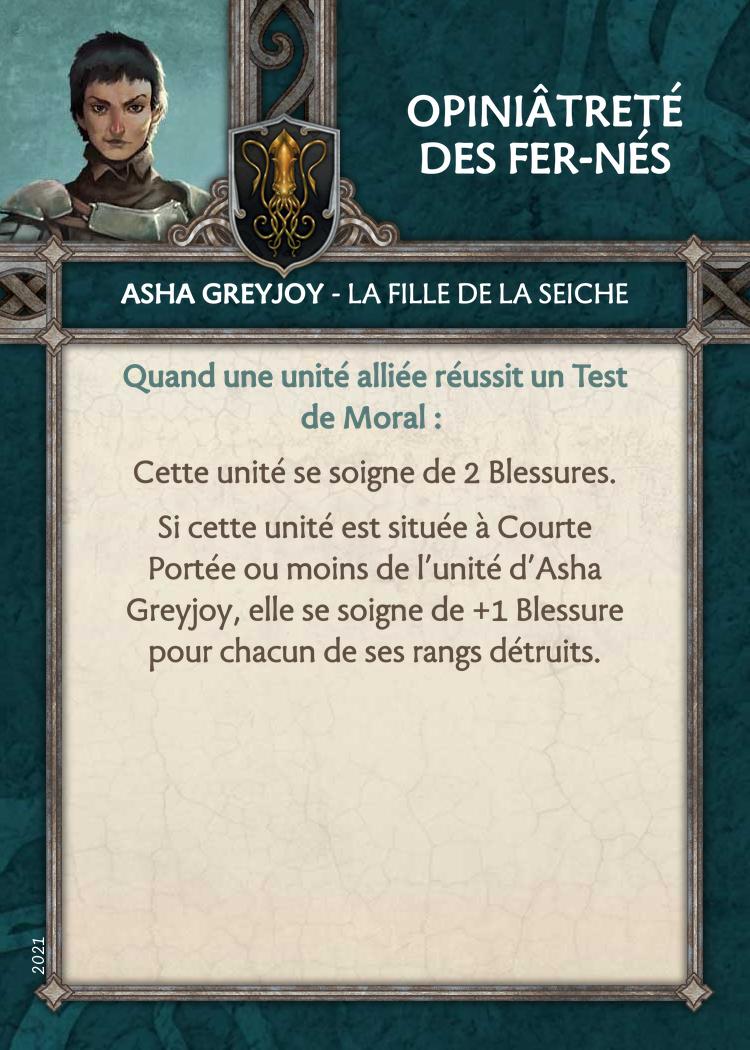 OPINIÂTRETÉ
DES FER-NÉS
ASHA GREYJOY - LA FILLE DE LA SEICHE
Quand une unité alliée réussit un Test
de Moral :
Cette unité se soigne de 2 Blessures.
Si cette unité est située à Courte
Portée ou moins de l'unité d'Asha
Greyjoy, elle se soigne de +1 Blessure
pour chacun de ses rangs détruits.
2021